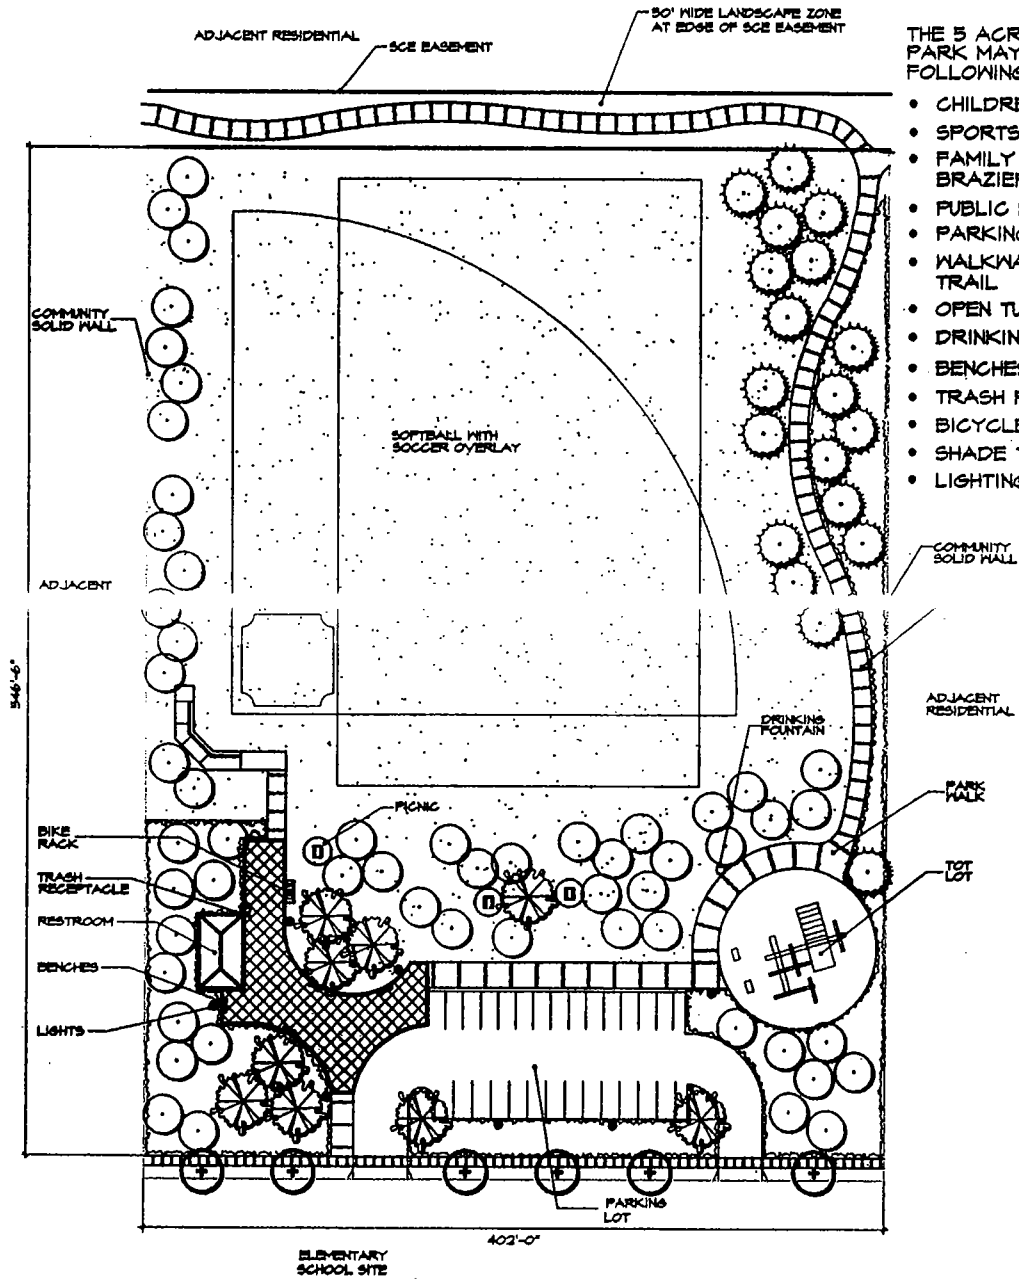 ADJACENT RESIDENTIAL
SCE EASEMENT
50' WIDE LANDSCAPE ZONE
AT EDGE OF SCE EASEMENT
THE 5 ACR
PARK MAY
FOLLOWING
• CHILDRE
• SPORTS
• FAMILY
BRAZIER
• PUBLIC
• PARKING
• WALKWA
TRAIL
• OPEN TU
• DRINKIN
• BENCHES
• TRASH
• BICYCLE
• SHADE
• LIGHTING
COMMUNITY
SOLID WALL
SOFTBALL WITH
SOCCER OVERLAY
COMMUNITY
SOLID WALL
ADJACENT
546'-6"
ADJACENT
RESIDENTIAL
DRINKING
FOUNTAIN
PARK
WALK
PICNIC
BIKE
RACK
TOT
LOT
TRASH
RECEPTACLE
RESTROOM
BENCHES
LIGHTS
PARKING
LOT
402'-0"
ELEMENTARY
SCHOOL SITE